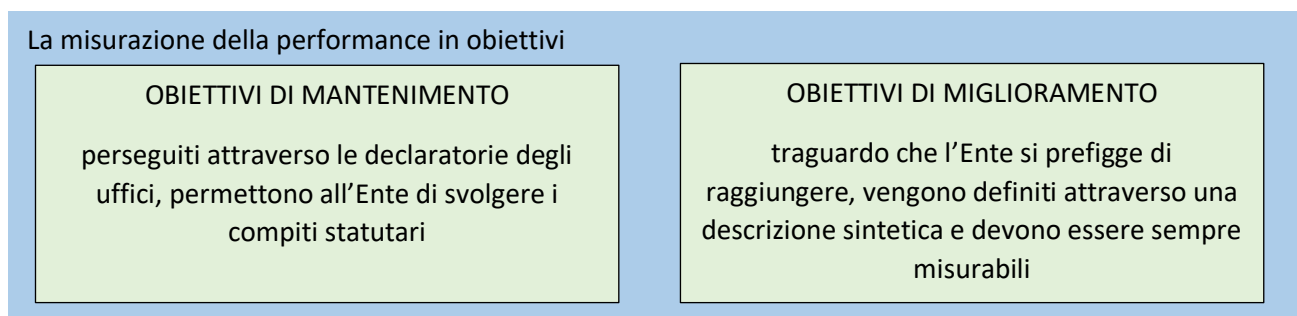 La misurazione della performance in obiettivi
OBIETTIVI DI MANTENIMENTO
perseguiti attraverso le declaratorie degli
uffici, permettono all’Ente di svolgere i
compiti statutari
OBIETTIVI DI MIGLIORAMENTO
traguardo che l’Ente si prefigge di
raggiungere, vengono definiti attraverso una
descrizione sintetica e devono essere sempre
misurabili